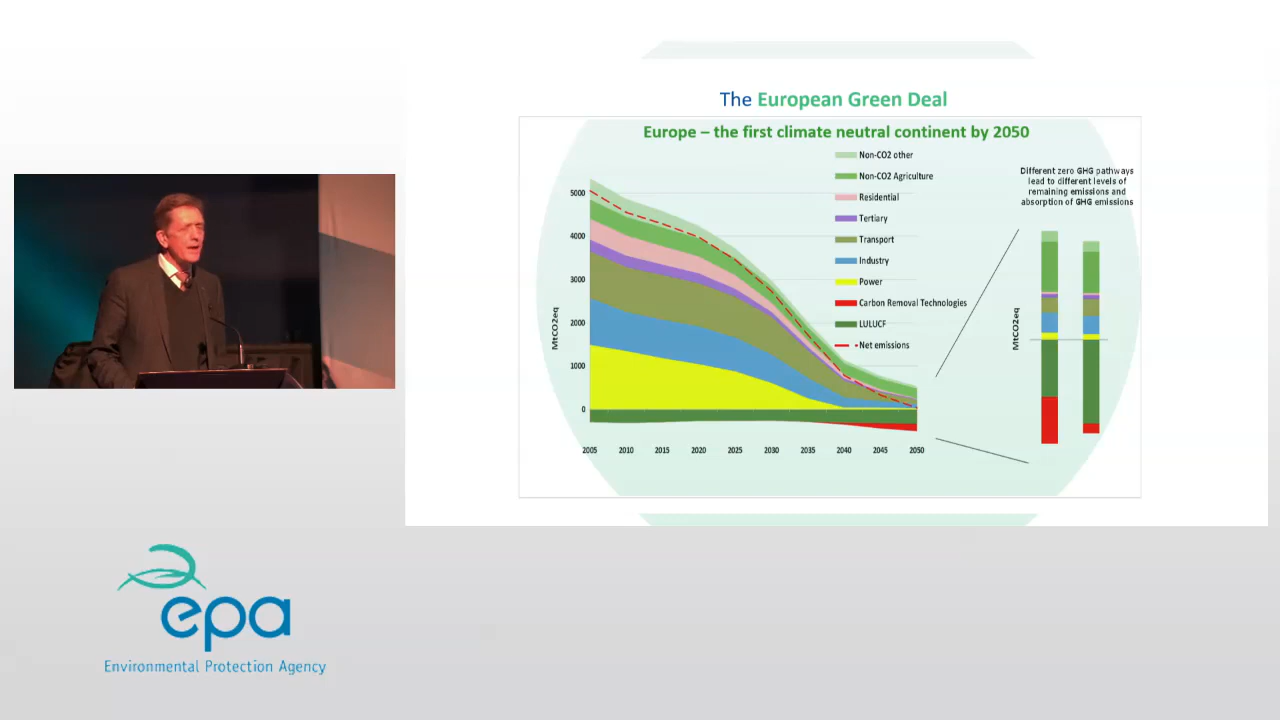 The European Green Deal
Europe – the first climate neutral continent by 2050
Non-CO2 other
Non-CO2 Agriculture
Residential
Tertiary
Transport
Industry
Power
Carbon Removal Technologies
LULUCF
Net emissions
MtCO2eq
5000
4000
3000
2000
1000
0
2005 2010 2015 2020 2025 2030 2035 2040 2045 2050
Different zero GHG pathways
lead to different levels of
remaining emissions and
absorption of GHG emissions
MtCO2eq
epa
Environmental Protection Agency